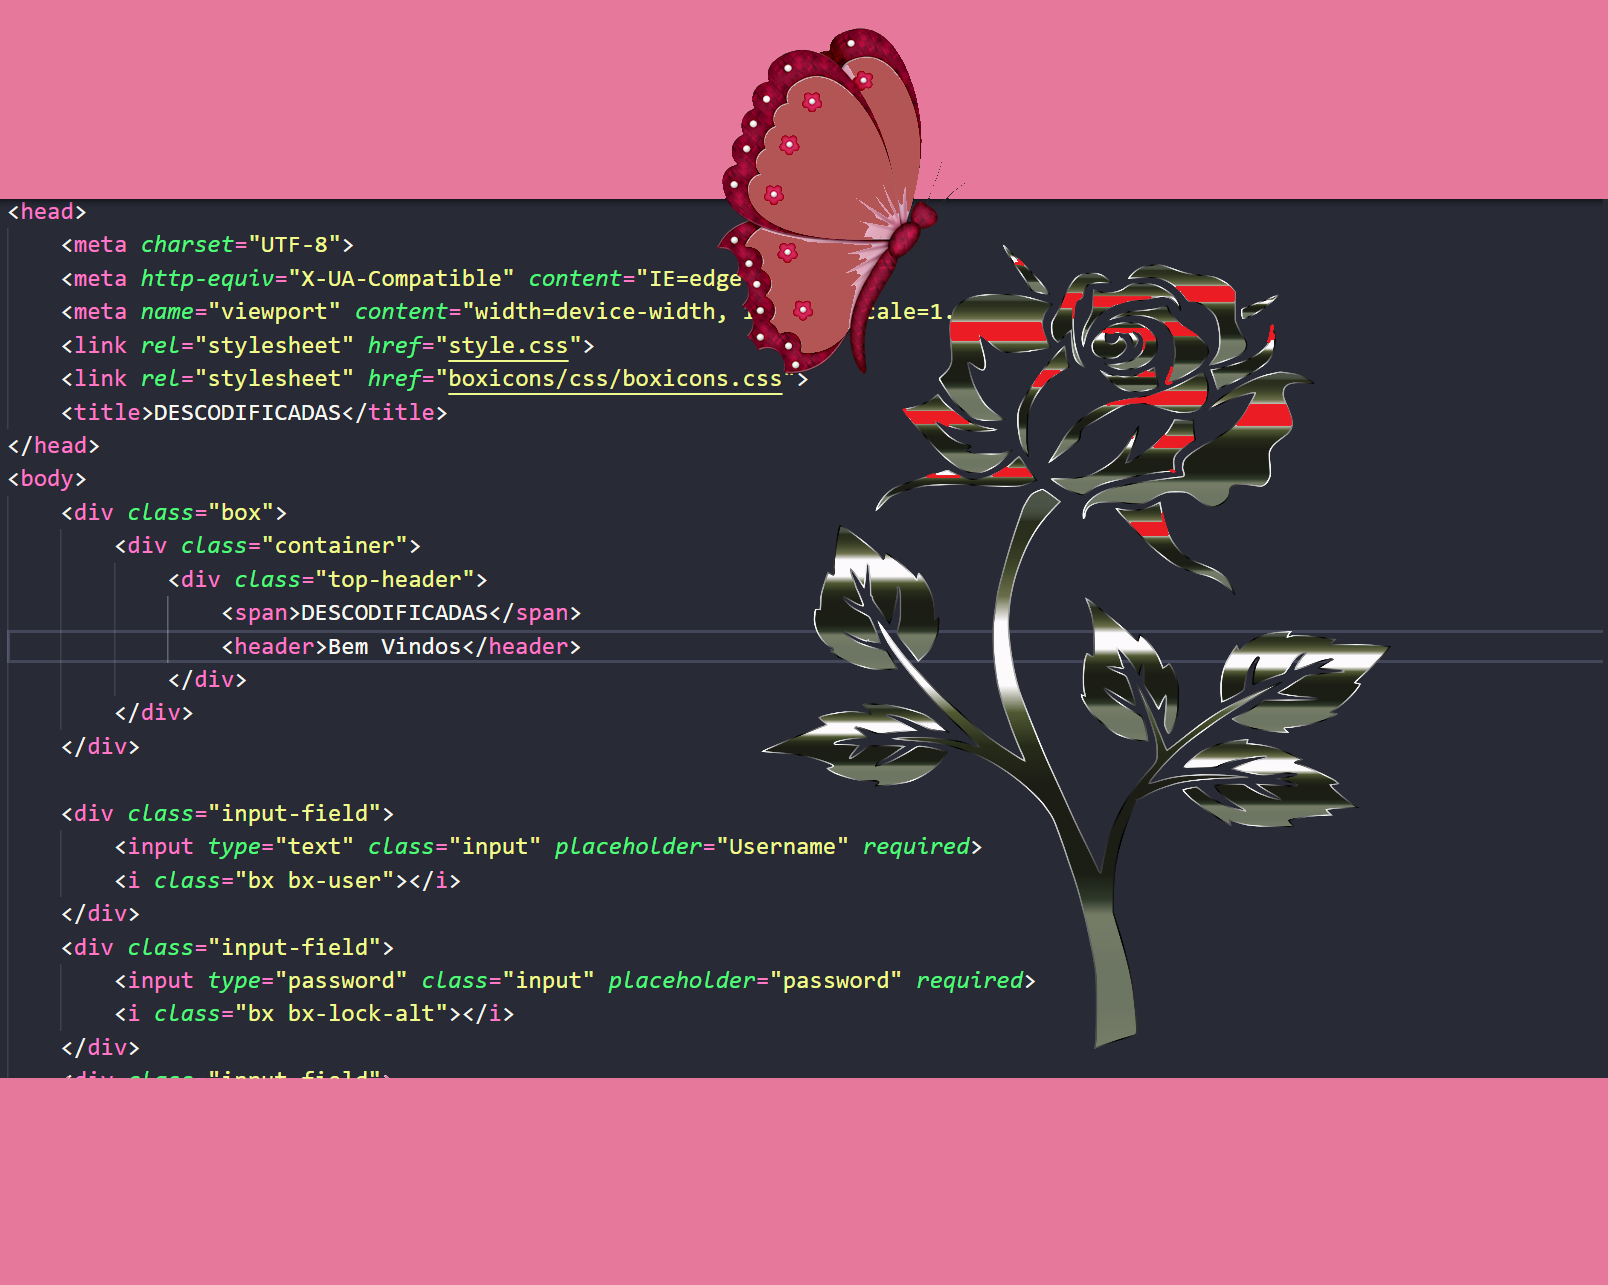 <head>
<meta charset="UTF-8">
<meta http-equiv="X-UA-Compatible" content="IE=edge
<meta name="viewport" content="width=device-width, cale=1.
<link rel="stylesheet" href="style.css">
<link rel="stylesheet" href="boxicons/css/boxicons.css">
<title>DESCODIFICADAS</title>
</head>
<body>
<div class="box">
<div class="container">
<div class="top-header">
<span>DESCODIFICADAS</span>
<header>Bem Vindos</header>
</div>
</div>
</div>
<div class="input-field">
<input type="text" class="input" placeholder="Username" required>
<i class="bx bx-user"></i>
</div>
<div class="input-field">
<input type="password" class="input" placeholder="password" required>
<i class="bx bx-lock-alt"></i>
</div>
<div class="input-field">